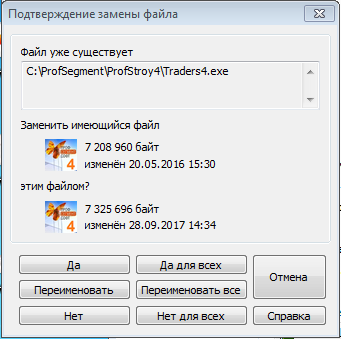 Подтверждение замены файла
Файл уже существует
C:\ProfSegment\ProfStroy4\Traders4.exe
Заменить имеющийся файл
7 208 960 байт
изменён 20.05.2016 15:30
этим файлом?
7 325 696 байт
изменён 28.09.2017 14:34
Да
Да для всех
Отмена
Переименовать
Переименовать все
Нет
Нет для всех
Справка